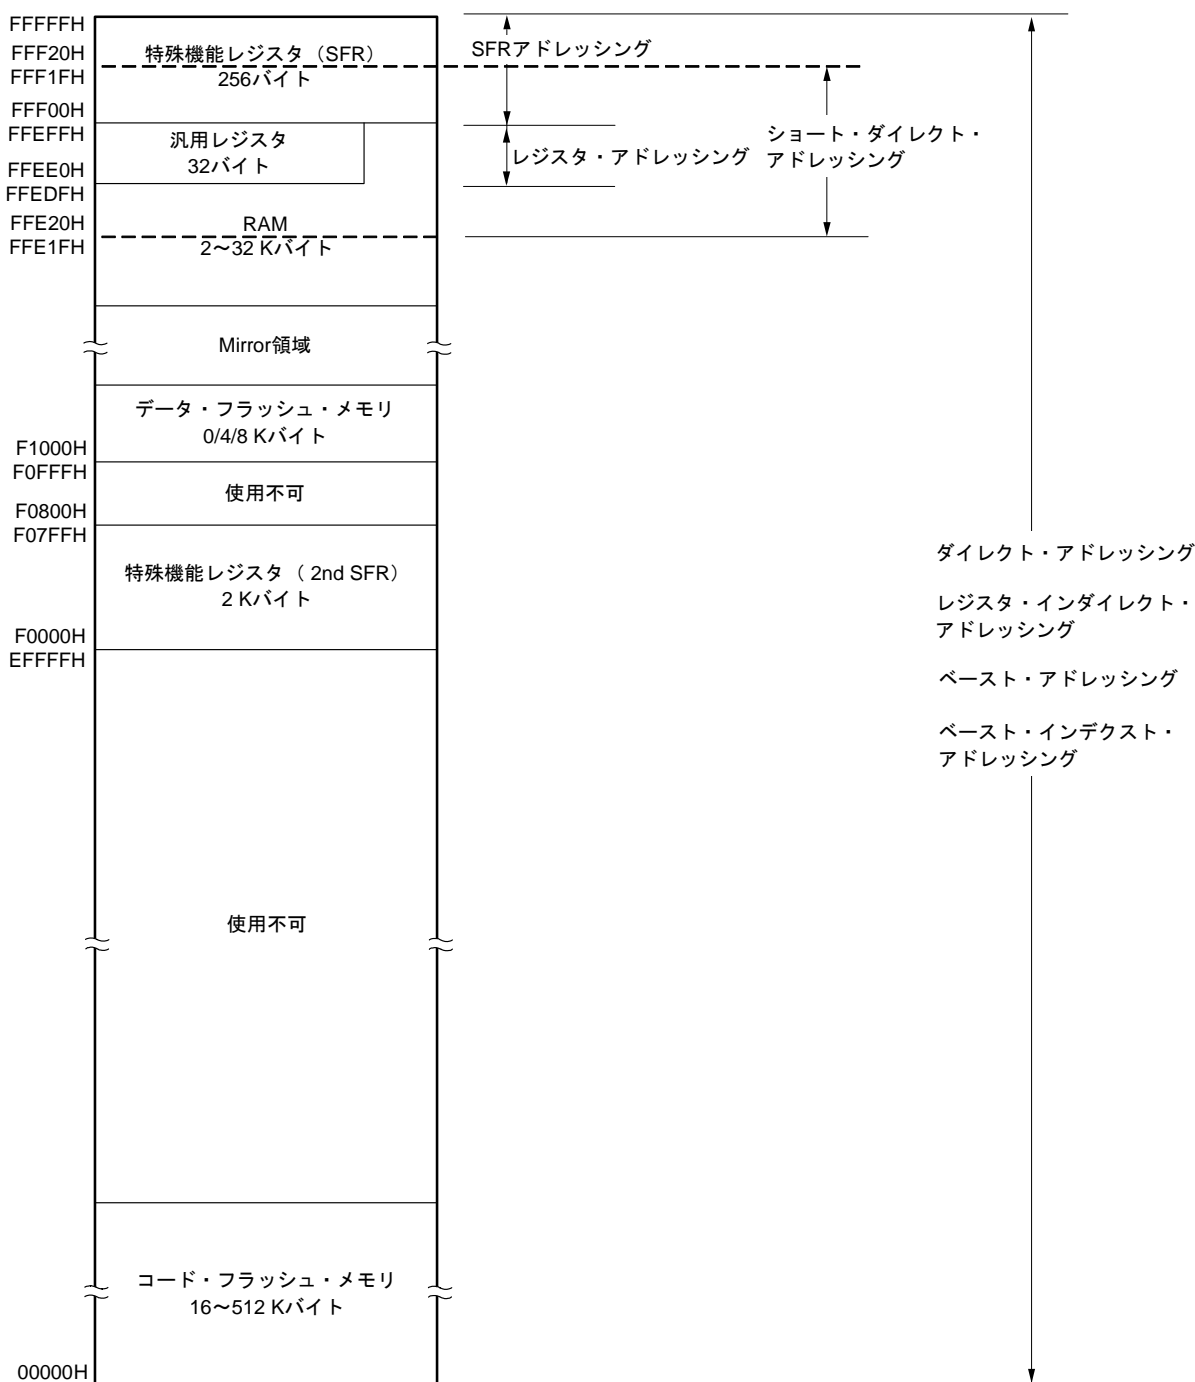 FFFFFH
FFF20H
FFF1FH
FFF00H
FFEFFH
FFEE0H
FFEDFH
FFE20H
FFE1FH
特殊機能レジスタ（SFR）
256バイト
汎用レジスタ
32バイト
RAM
2～32 Kバイト
SFRアドレッシング
レジスタ・アドレッシング
ショート・ダイレクト・
アドレッシング
Mirror領域
データ・フラッシュ・メモリ
0/4/8 Kバイト
F1000H
F0FFFH
使用不可
F0800H
F07FFH
特殊機能レジスタ（ 2nd SFR）
2 Kバイト
F0000H
EFFFFH
ダイレクト・アドレッシング
レジスタ・インダイレクト・
アドレッシング
ベースト・アドレッシング
ベースト・インデクスト・
アドレッシング
使用不可
コード・フラッシュ・メモリ
16～512 Kバイト
00000H